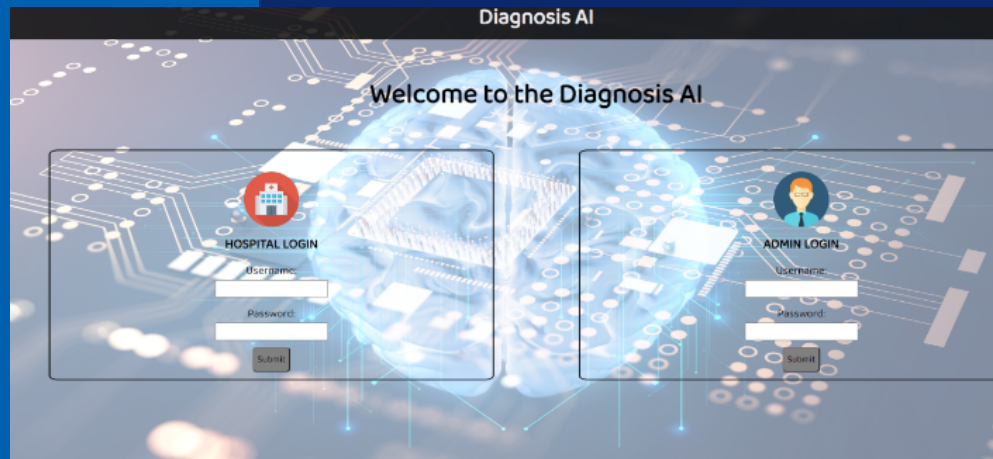 Diagnosis AI
Welcome to the Diagnosis AI
HOSPITAL LOGIN
Username:
Password:
Submit
ADMIN LOGIN
Username:
Password:
Submit